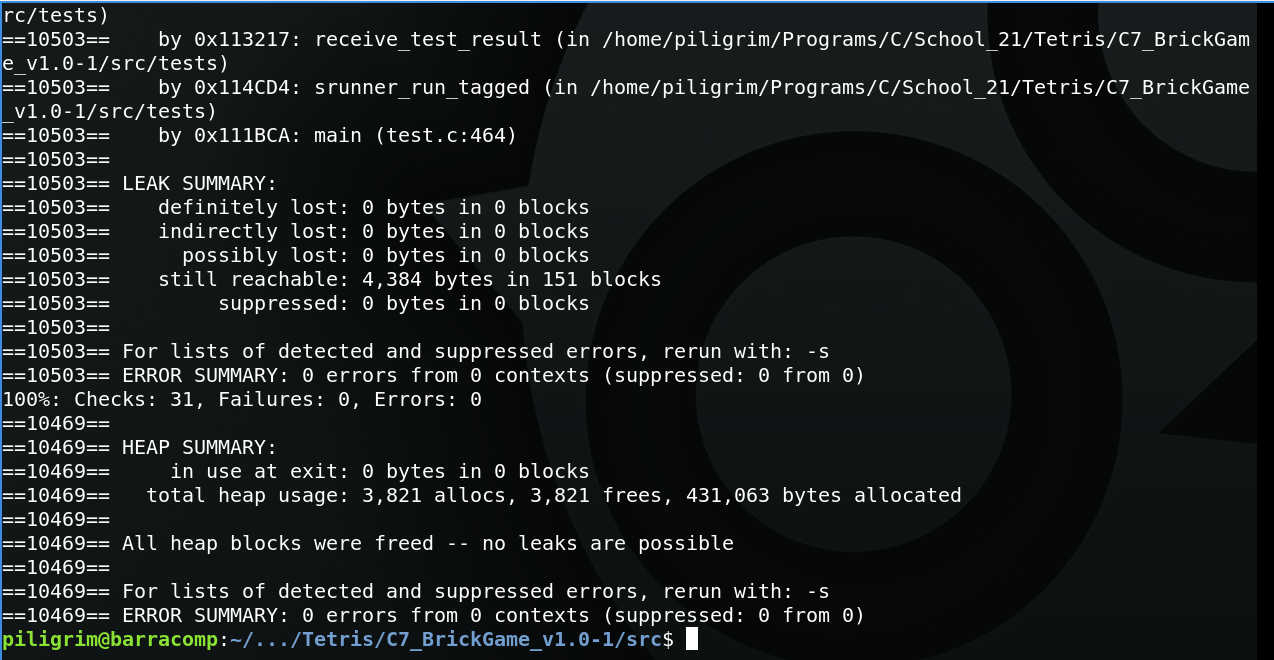 rc/tests)
==10503==    by 0x113217: receive_test_result (in /home/piligrim/Programs/C/School_21/Tetris/C7_BrickGam
e_v1.0-1/src/tests)
==10503==    by 0x114CD4: srunner_run_tagged (in /home/piligrim/Programs/C/School_21/Tetris/C7_BrickGame
_v1.0-1/src/tests)
==10503==    by 0x111BCA: main (test.c:464)
==10503==
==10503== LEAK SUMMARY:
==10503==    definitely lost: 0 bytes in 0 blocks
==10503==    indirectly lost: 0 bytes in 0 blocks
==10503==      possibly lost: 0 bytes in 0 blocks
==10503==    still reachable: 4,384 bytes in 151 blocks
==10503==         suppressed: 0 bytes in 0 blocks
==10503==
==10503== For lists of detected and suppressed errors, rerun with: -s
==10503== ERROR SUMMARY: 0 errors from 0 contexts (suppressed: 0 from 0)
100%: Checks: 31, Failures: 0, Errors: 0
==10469==
==10469== HEAP SUMMARY:
==10469==     in use at exit: 0 bytes in 0 blocks
==10469==   total heap usage: 3,821 allocs, 3,821 frees, 431,063 bytes allocated
==10469==
==10469== All heap blocks were freed -- no leaks are possible
==10469==
==10469== For lists of detected and suppressed errors, rerun with: -s
==10469== ERROR SUMMARY: 0 errors from 0 contexts (suppressed: 0 from 0)
piligrim@barracomp:~/.../Tetris/C7_BrickGame_v1.0-1/src$